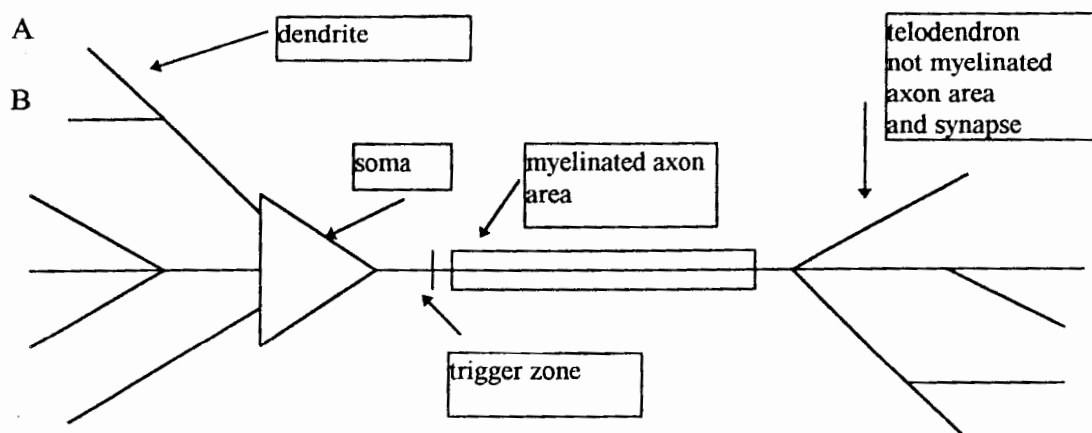 A
dendrite
telodendron
not myelinated
axon area
and synapse
B
soma
myelinated axon
area
trigger zone